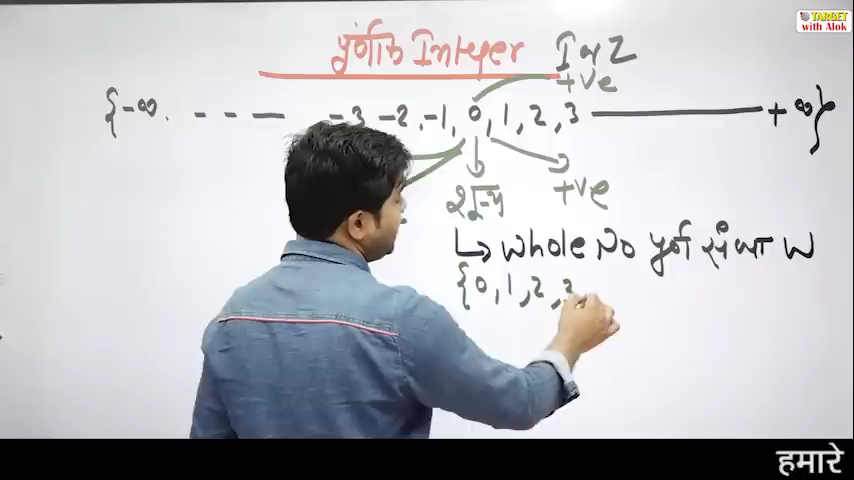 TARGET
with Alok
पूर्णांक Integer I or Z
+ve
{-∞. - - - -3 -2, -1, 0, 1, 2, 3 + ∞}
शून्य +ve
↳ Whole No पूर्ण संख्या W
{0, 1, 2, 3
हमारे